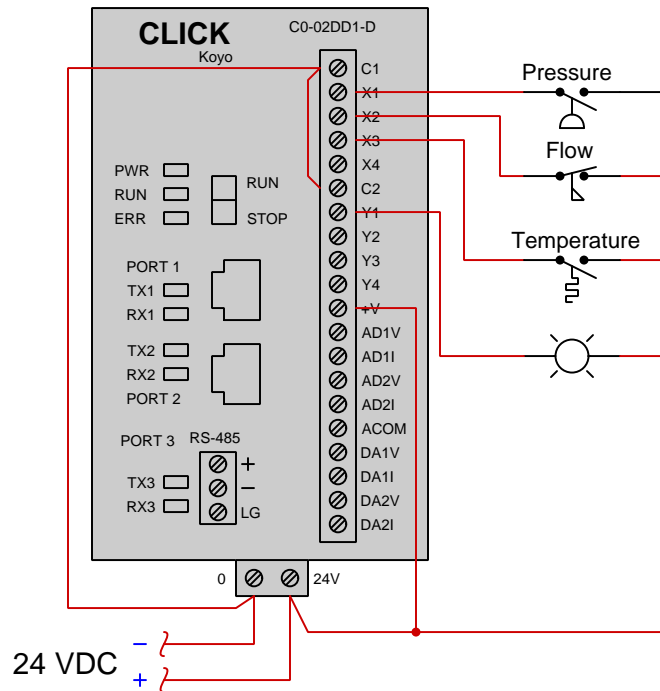 CLICK C0-02DD1-D
Koyo
C1
X1
X2
X3
X4
C2
Y1
Y2
Y3
Y4
+V
AD1V
AD1I
AD2V
AD2I
ACOM
DA1V
DA1I
DA2V
DA2I
PWR
RUN
ERR
RUN
STOP
PORT 1
TX1
RX1
TX2
RX2
PORT 2
PORT 3 RS-485
TX3
RX3
+
−
LG
0 24V
24 VDC
−
+
Pressure
Flow
Temperature